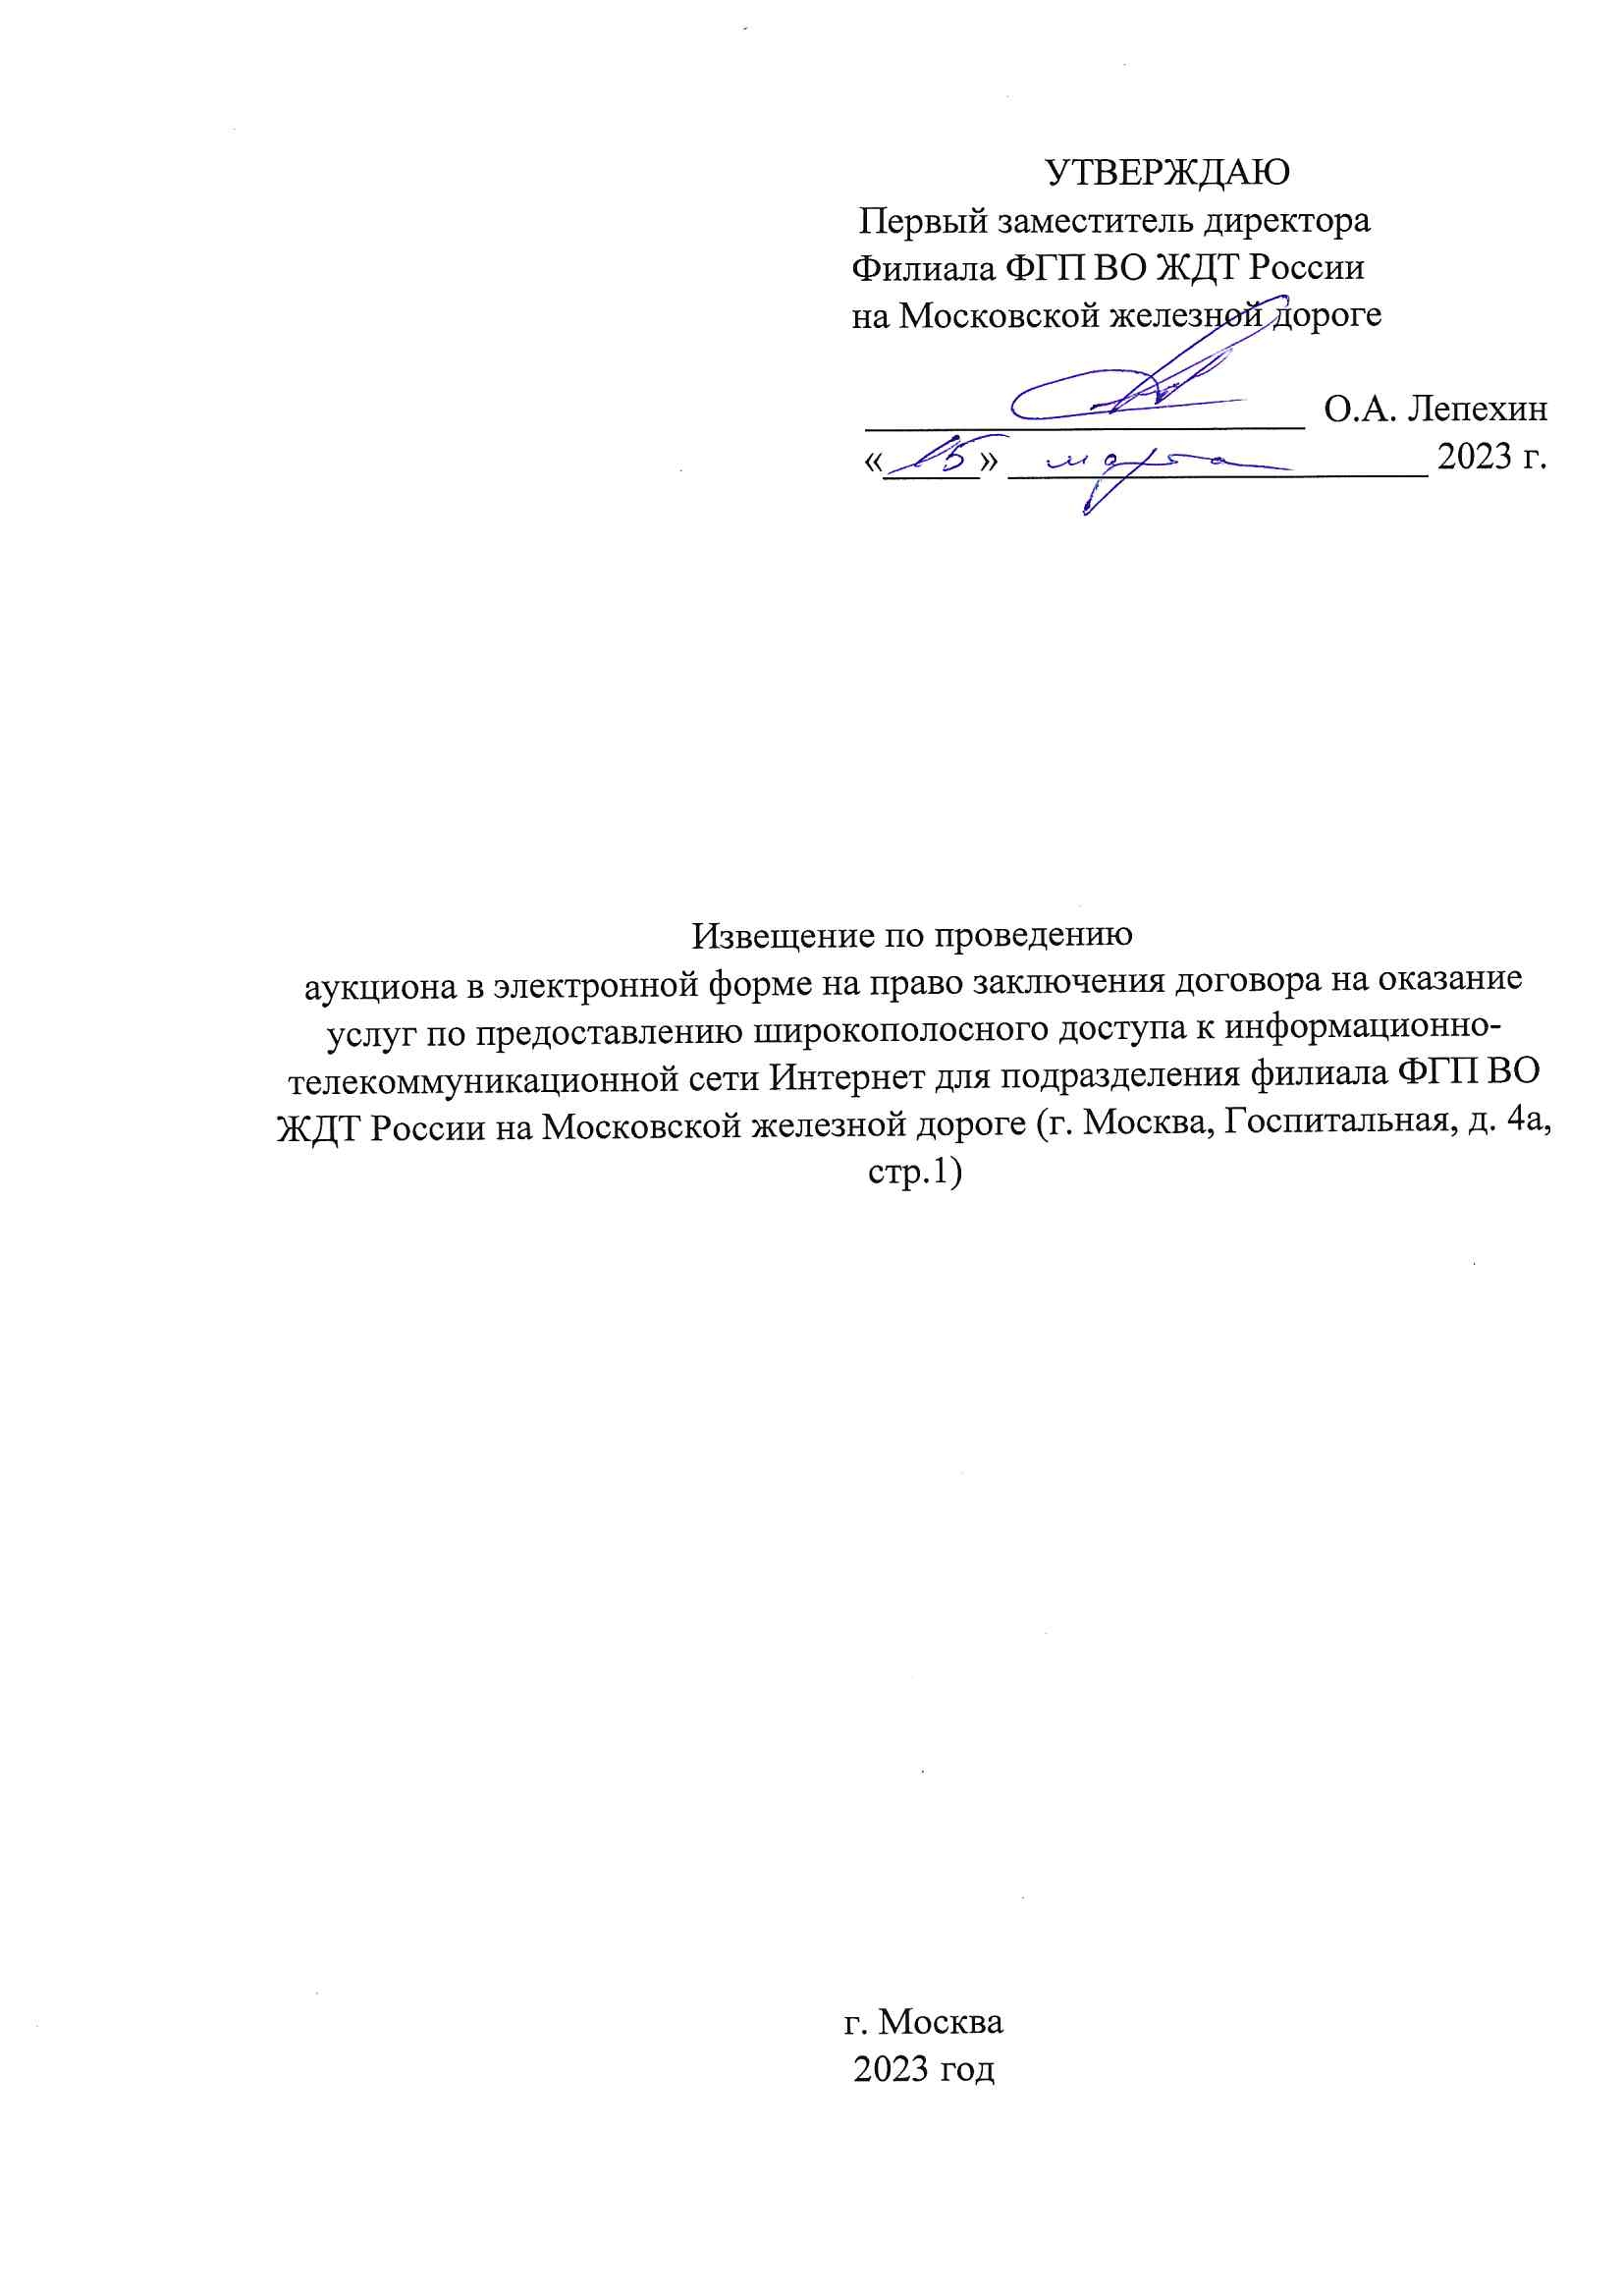 УТВЕРЖДАЮ
Первый заместитель директора
Филиала ФГП ВО ЖДТ России
на Московской железной дороге
О.А. Лепехин
«15» марта 2023 г.
Извещение по проведению
аукциона в электронной форме на право заключения договора на оказание
услуг по предоставлению широкополосного доступа к информационно-
телекоммуникационной сети Интернет для подразделения филиала ФГП ВО
ЖДТ России на Московской железной дороге (г. Москва, Госпитальная, д. 4а,
стр.1)
г. Москва
2023 год